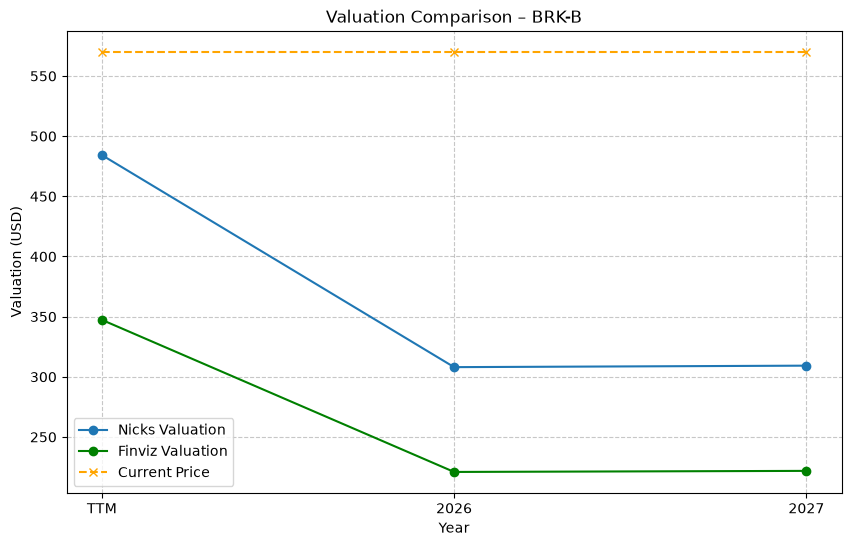 Valuation Comparison – BRK-B
Valuation (USD)
550
500
450
400
350
300
250
Nicks Valuation
Finviz Valuation
Current Price
TTM 2026 2027
Year